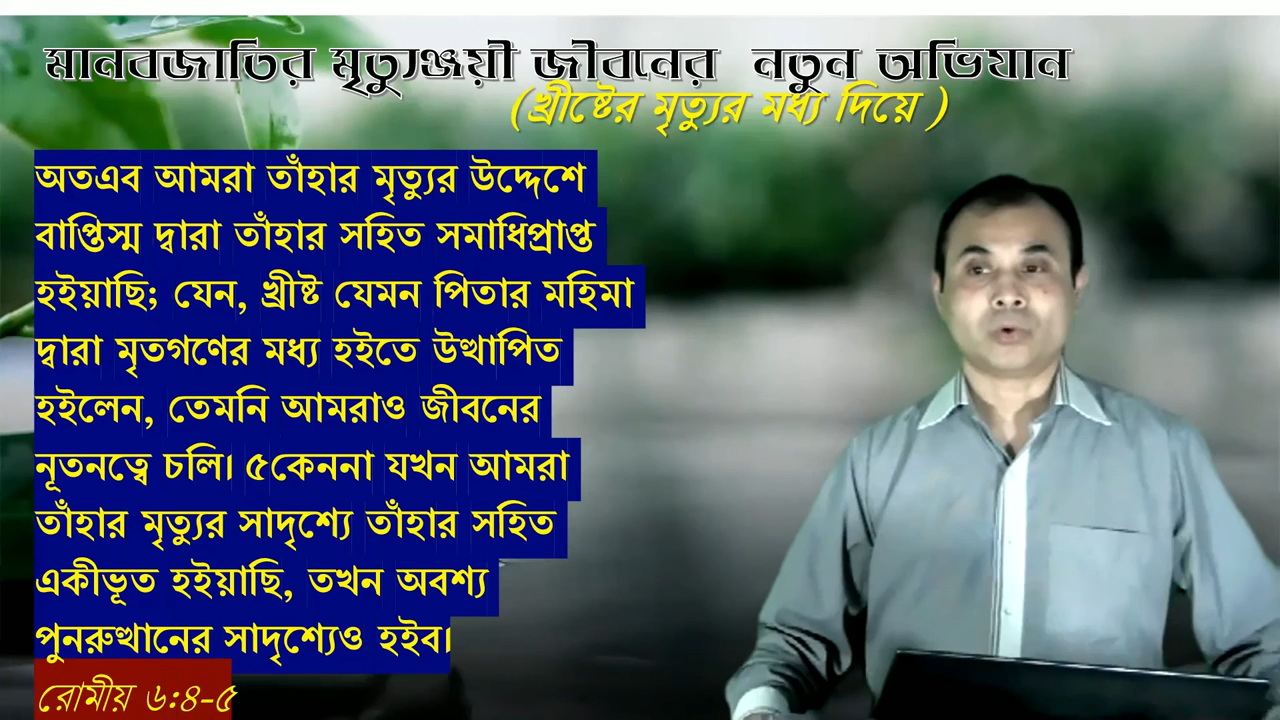 মানবজাতির মৃত্যুঞ্জয়ী জীবনের নতুন অভিযান
(খ্রীষ্টের মৃত্যুর মধ্য দিয়ে )
অতএব আমরা তাঁহার মৃত্যুর উদ্দেশে
বাপ্তিস্ম দ্বারা তাঁহার সহিত সমাধিপ্রাপ্ত
হইয়াছি; যেন, খ্রীষ্ট যেমন পিতার মহিমা
দ্বারা মৃতগণের মধ্য হইতে উত্থাপিত
হইলেন, তেমনি আমরাও জীবনের
নূতনত্বে চলি। ৫কেননা যখন আমরা
তাঁহার মৃত্যুর সাদৃশ্যে তাঁহার সহিত
একীভূত হইয়াছি, তখন অবশ্য
পুনরুত্থানের সাদৃশ্যেও হইব।
রোমীয় ৬:৪-৫